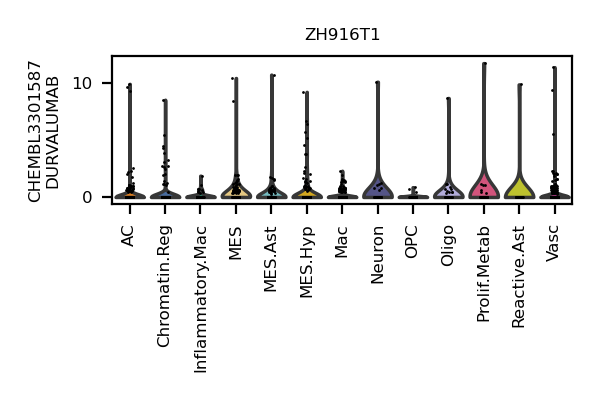 ZH916T1
CHEMBL3301587
DURVALUMAB
10
0
AC
Chromatin.Reg
Inflammatory.Mac
MES
MES.Ast
MES.Hyp
Mac
Neuron
OPC
Oligo
Prolif.Metab
Reactive.Ast
Vasc